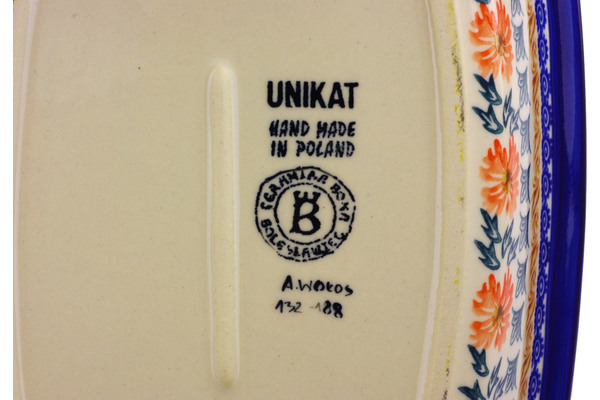 UNIKAT
HAND MADE
IN POLAND
B
A.WOŁOS
132-188